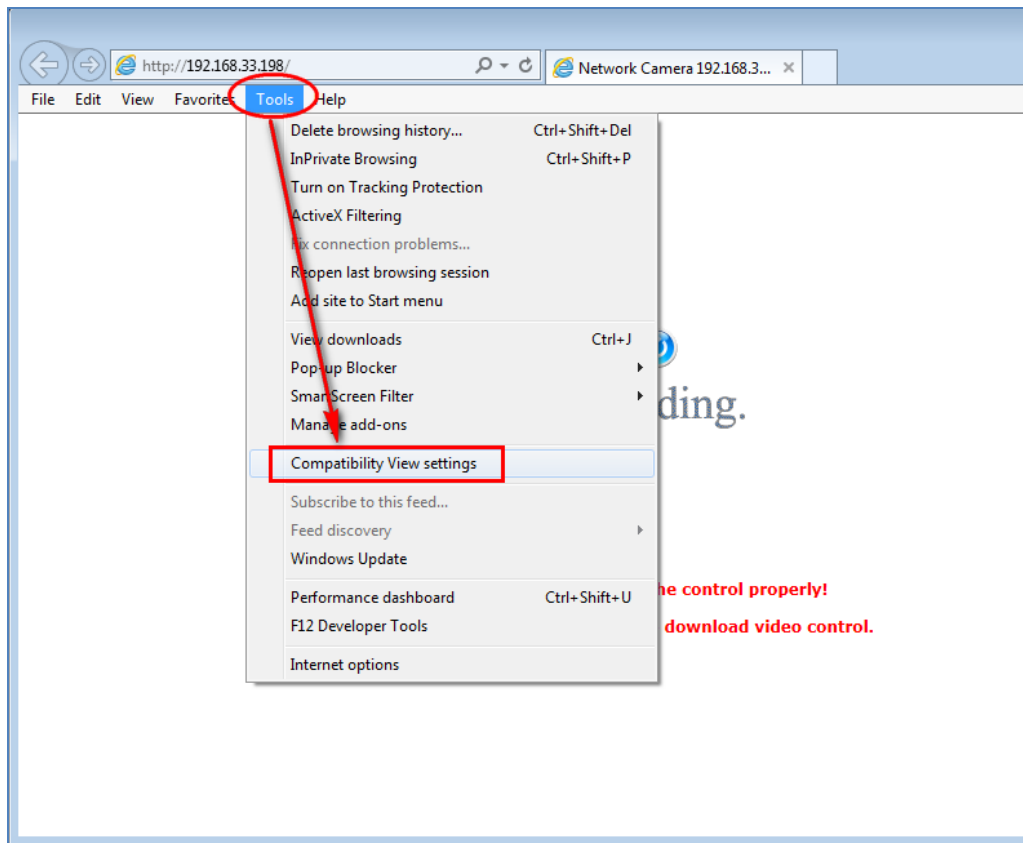 http://192.168.33.198/
Network Camera 192.168.3...
File Edit View Favorites Tools Help
Delete browsing history... Ctrl+Shift+Del
InPrivate Browsing Ctrl+Shift+P
Turn on Tracking Protection
ActiveX Filtering
Fix connection problems...
Reopen last browsing session
Add site to Start menu
View downloads Ctrl+J
Pop-up Blocker
SmartScreen Filter
ding.
Manage add-ons
Compatibility View settings
Subscribe to this feed...
Feed discovery
Windows Update
he control properly!
Performance dashboard Ctrl+Shift+U
F12 Developer Tools
download video control.
Internet options